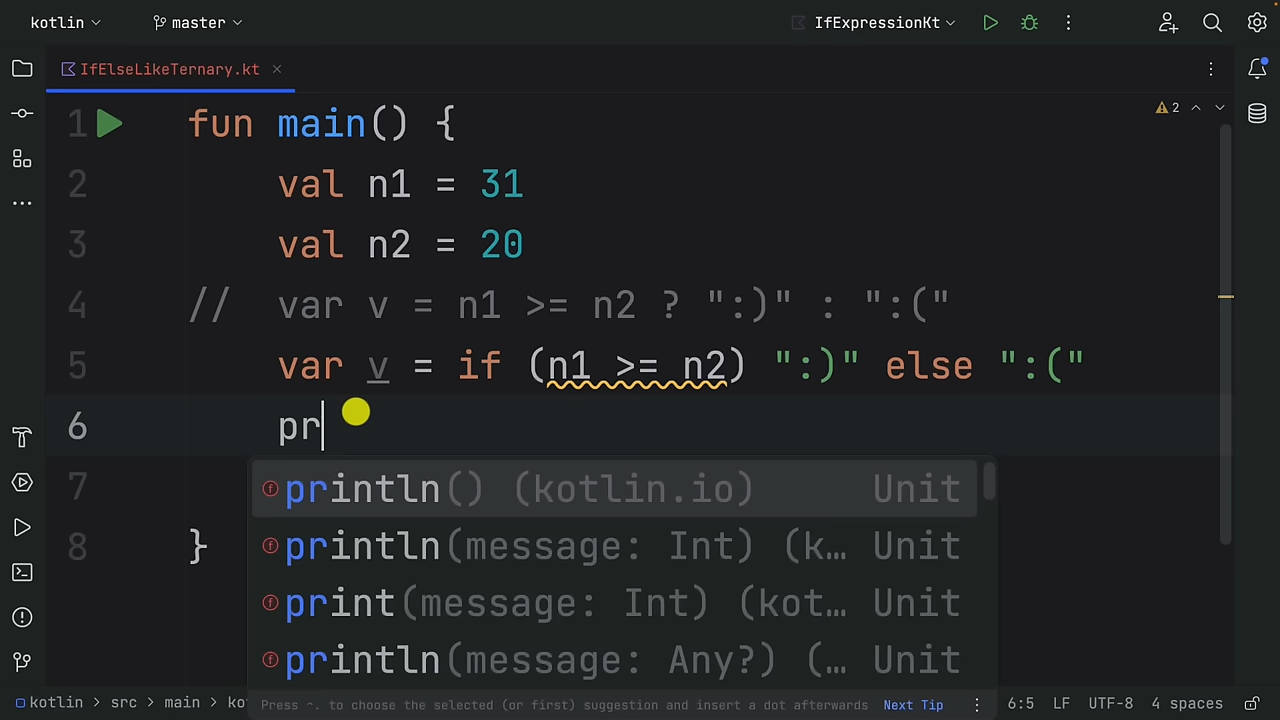 kotlin master IfExpressionKt
IfElseLikeTernary.kt
2
1 fun main() {
2 val n1 = 31
3 val n2 = 20
4 // var v = n1 >= n2 ? ":)" : ":("
5 var v = if (n1 >= n2) ":)" else ":("
6 pr
7
8 }
println() (kotlin.io) Unit
println(message: Int) (k… Unit
print(message: Int) (kot… Unit
println(message: Any?) (… Unit
Press ^. to choose the selected (or first) suggestion and insert a dot afterwards Next Tip
kotlin > src > main > ko 6:5 LF UTF-8 4 spaces